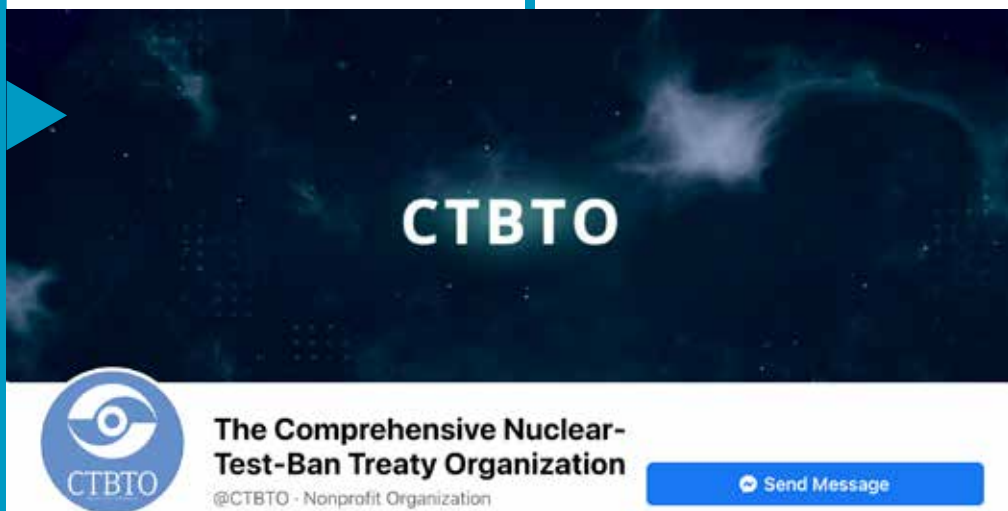 CTBTO
CTBTO
The Comprehensive Nuclear-
Test-Ban Treaty Organization
@CTBTO · Nonprofit Organization
Send Message